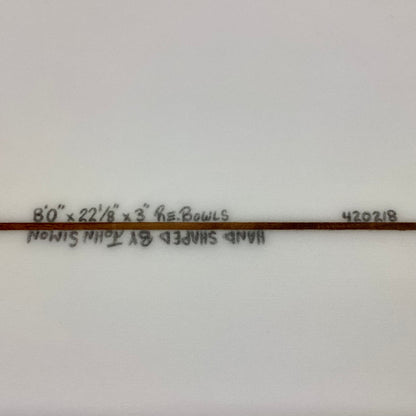 8'0" x 22 1/8" x 3" RE.BOWLS 420218
HAND SHAPED BY JOHN SIMON